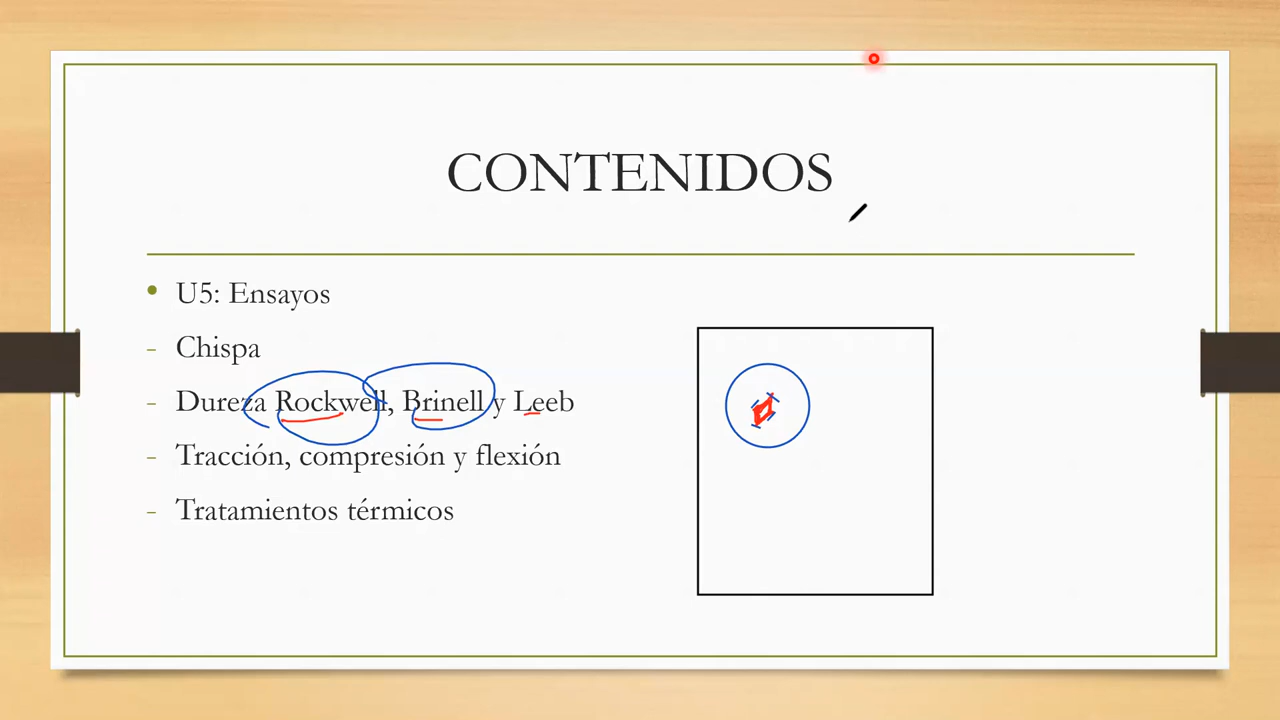 CONTENIDOS
• U5: Ensayos
- Chispa
- Dureza Rockwell, Brinell y Leeb
- Tracción, compresión y flexión
- Tratamientos térmicos